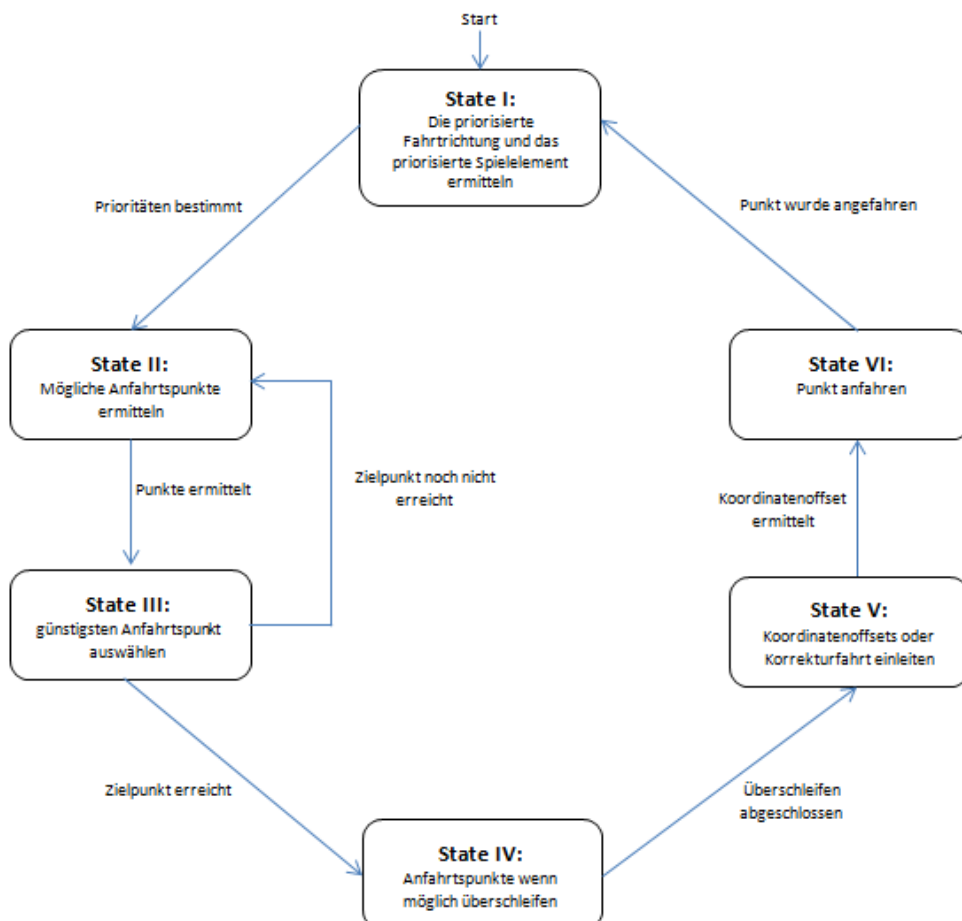 Start
State I:
Die priorisierte
Fahrtrichtung und das
priorisierte Spielelement
ermitteln
Prioritäten bestimmt
Punkt wurde angefahren
State II:
Mögliche Anfahrtspunkte
ermitteln
State VI:
Punkt anfahren
Punkte ermittelt
Zielpunkt noch nicht
erreicht
Koordinatenoffset
ermittelt
State III:
günstigsten Anfahrtspunkt
auswählen
State V:
Koordinatenoffsets oder
Korrekturfahrt einleiten
Zielpunkt erreicht
Überschleifen
abgeschlossen
State IV:
Anfahrtspunkte wenn
möglich überschleifen